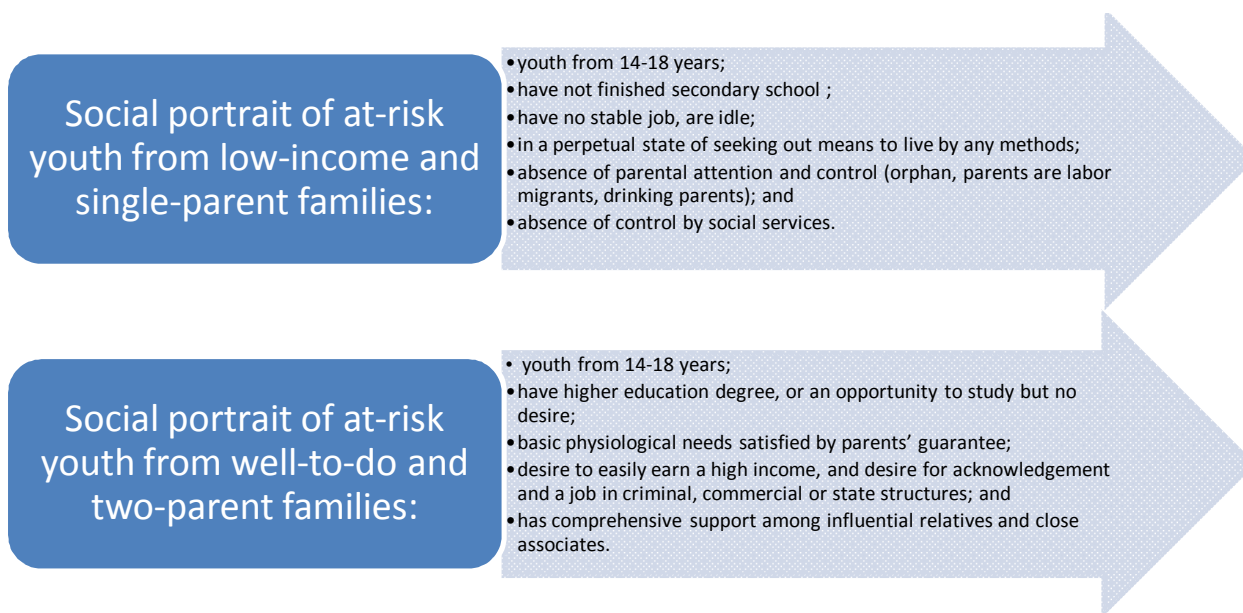 Social portrait of at-risk
youth from low-income and
single-parent families:
•youth from 14-18 years;
•have not finished secondary school ;
•have no stable job, are idle;
•in a perpetual state of seeking out means to live by any methods;
•absence of parental attention and control (orphan, parents are labor
migrants, drinking parents); and
•absence of control by social services.
Social portrait of at-risk
youth from well-to-do and
two-parent families:
• youth from 14-18 years;
•have higher education degree, or an opportunity to study but no
desire;
•basic physiological needs satisfied by parents’ guarantee;
•desire to easily earn a high income, and desire for acknowledgement
and a job in criminal, commercial or state structures; and
•has comprehensive support among influential relatives and close
associates.